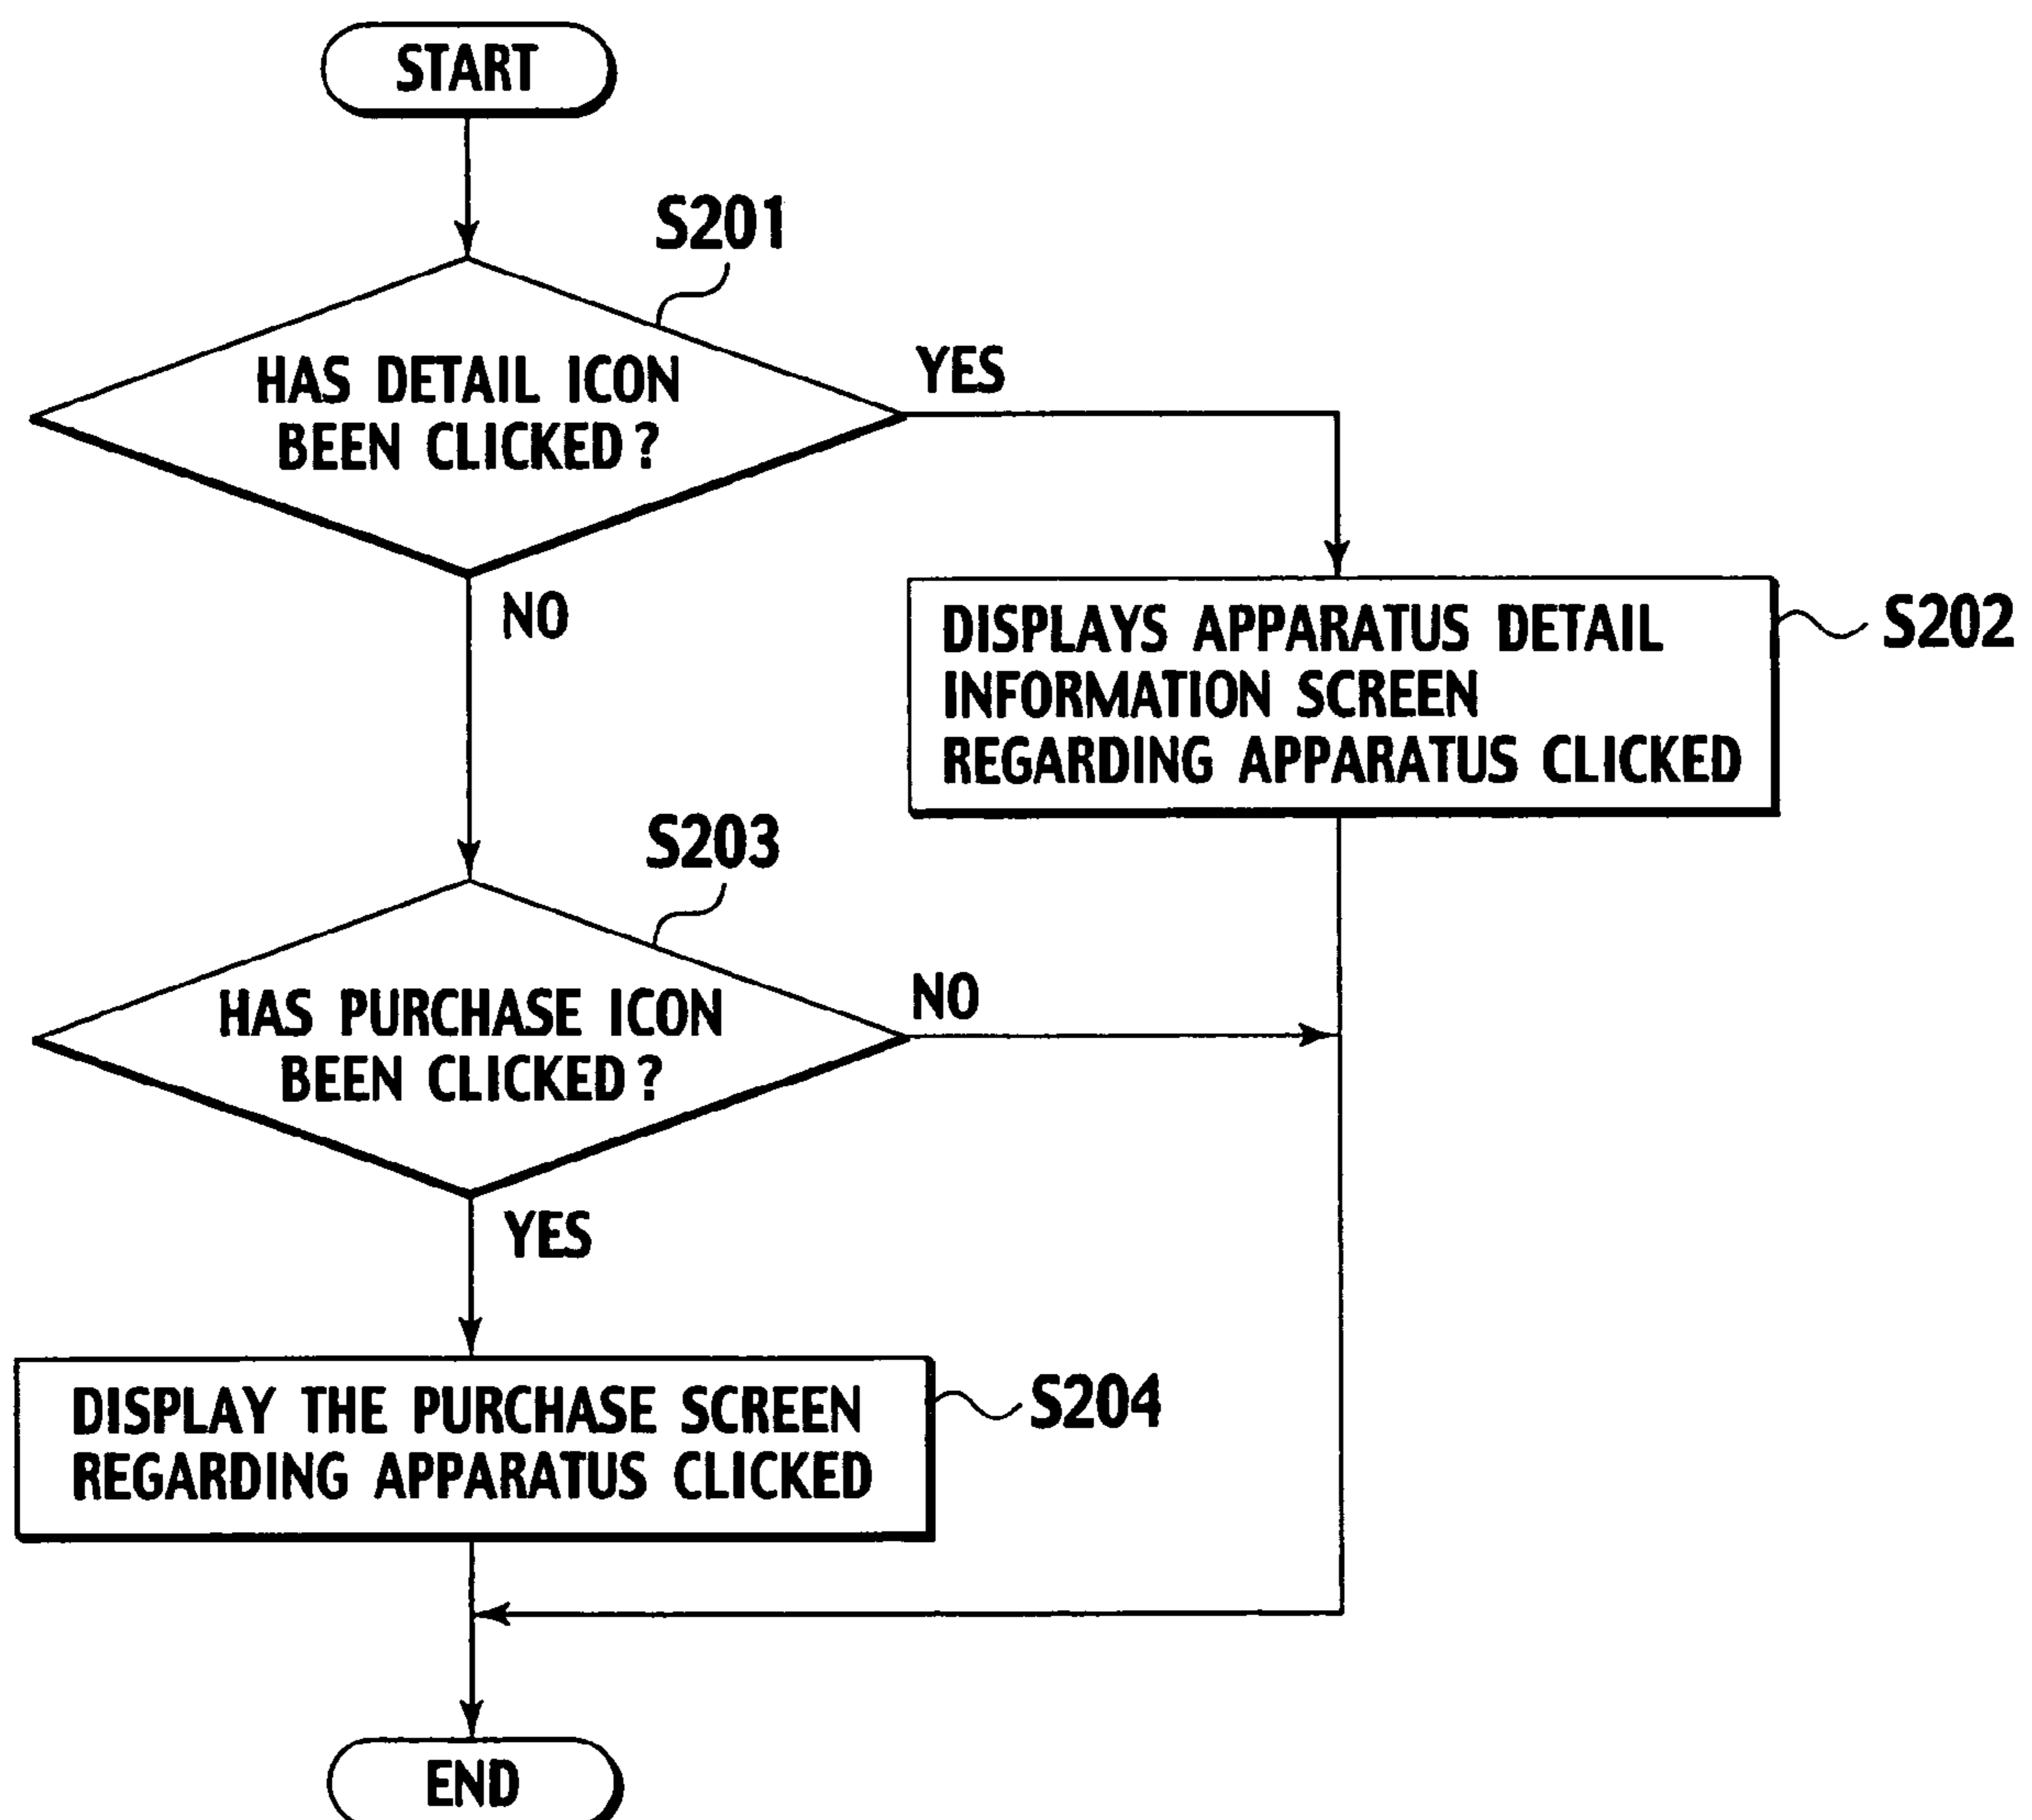 START
S201
HAS DETAIL ICON
BEEN CLICKED?
YES
NO
DISPLAYS APPARATUS DETAIL
INFORMATION SCREEN
REGARDING APPARATUS CLICKED
S202
S203
HAS PURCHASE ICON
BEEN CLICKED?
NO
YES
DISPLAY THE PURCHASE SCREEN
REGARDING APPARATUS CLICKED
S204
END